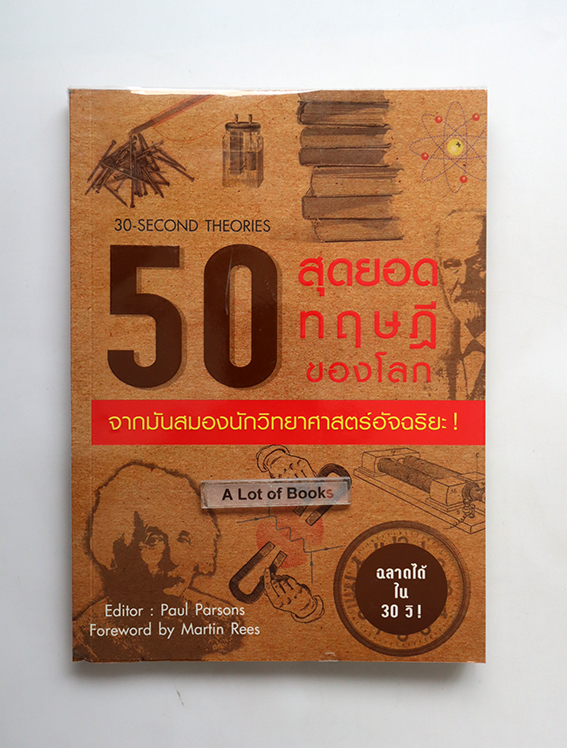 30-SECOND THEORIES
50 สุดยอด
ทฤษฎี
ของโลก
จากมันสมองนักวิทยาศาสตร์อัจฉริยะ !
A Lot of Books
ฉลาดได้
ใน
30 วิ !
Editor : Paul Parsons
Foreword by Martin Rees